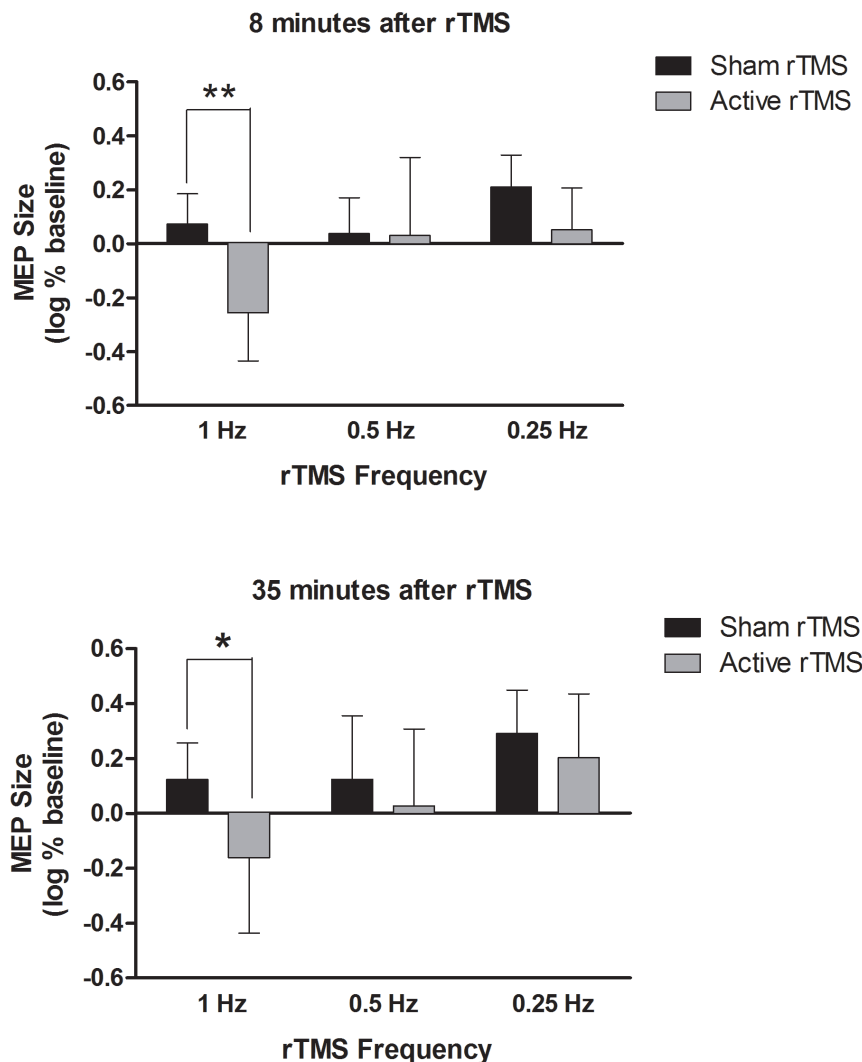 8 minutes after rTMS
Sham rTMS
Active rTMS
MEP Size
(log % baseline)
0.6
0.4
0.2
0.0
-0.2
-0.4
-0.6
**
1 Hz 0.5 Hz 0.25 Hz
rTMS Frequency
35 minutes after rTMS
Sham rTMS
Active rTMS
MEP Size
(log % baseline)
0.6
0.4
0.2
0.0
-0.2
-0.4
-0.6
*
1 Hz 0.5 Hz 0.25 Hz
rTMS Frequency